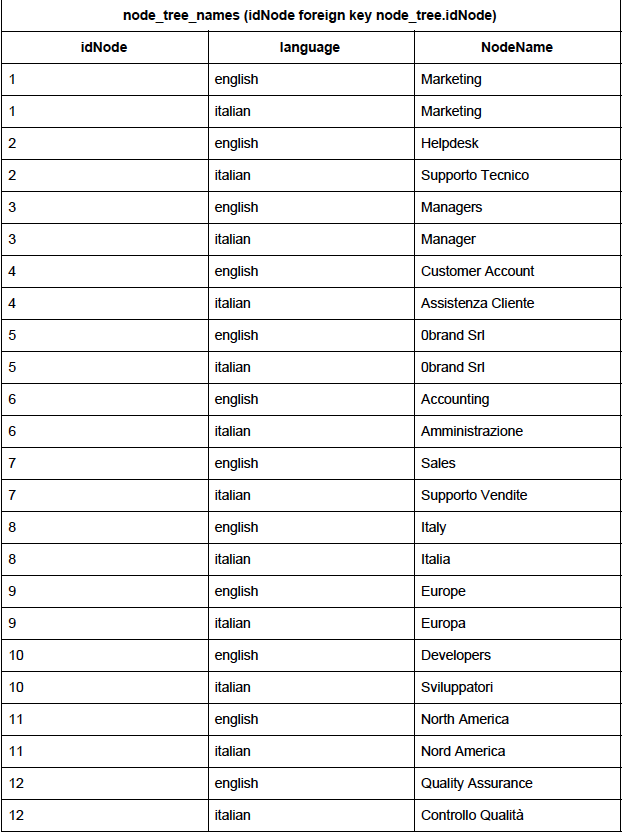 node_tree_names (idNode foreign key node_tree.idNode)
idNode language NodeName
1 english Marketing
1 italian Marketing
2 english Helpdesk
2 italian Supporto Tecnico
3 english Managers
3 italian Manager
4 english Customer Account
4 italian Assistenza Cliente
5 english 0brand Srl
5 italian 0brand Srl
6 english Accounting
6 italian Amministrazione
7 english Sales
7 italian Supporto Vendite
8 english Italy
8 italian Italia
9 english Europe
9 italian Europa
10 english Developers
10 italian Sviluppatori
11 english North America
11 italian Nord America
12 english Quality Assurance
12 italian Controllo Qualità